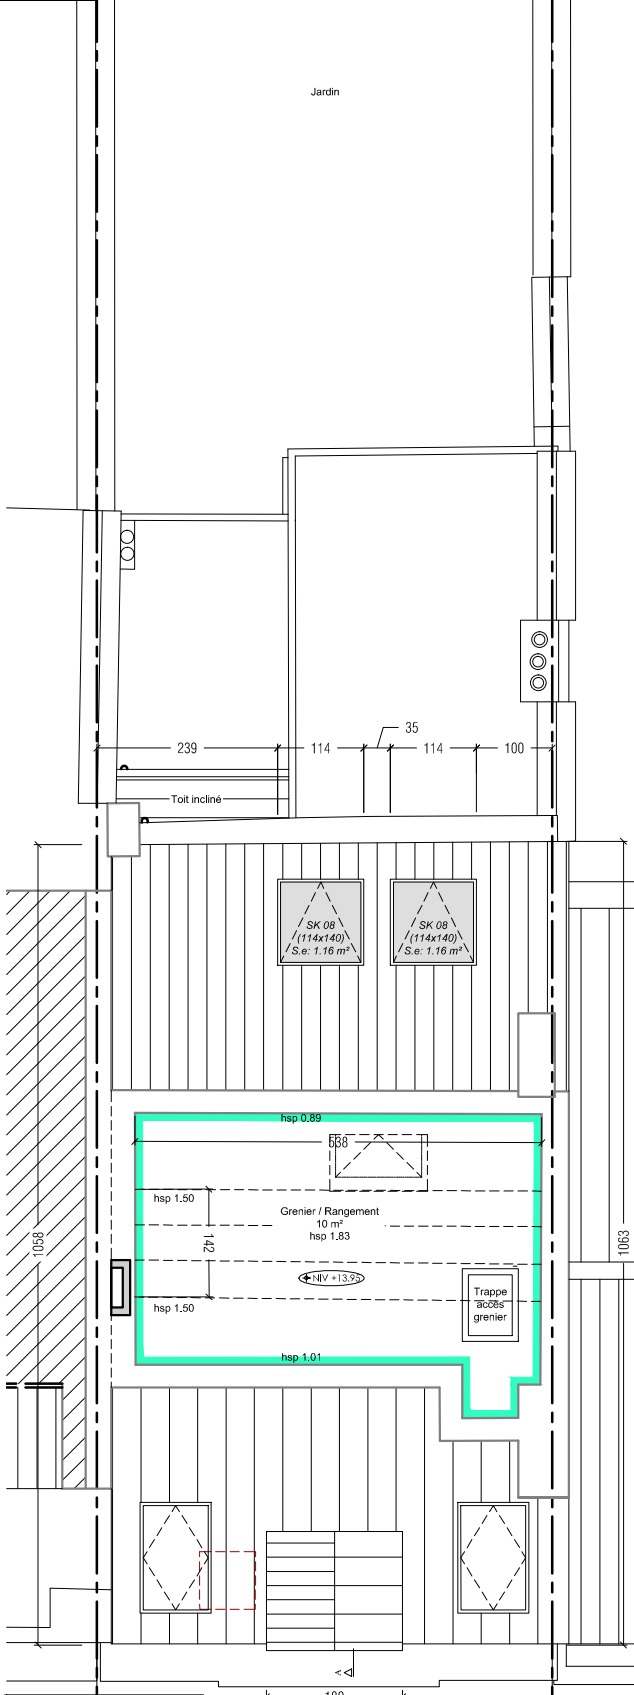 Jardin
35
239
114
114
100
Toit incliné
SK 08
(114x140)
S.e: 1.16 m²
SK 08
(114x140)
S.e: 1.16 m²
hsp 0.89
538
hsp 1.50
Grenier / Rangement
10 m²
hsp 1.83
142
1058
1063
NIV +13.95
Trappe
accès
grenier
hsp 1.50
hsp 1.01
A